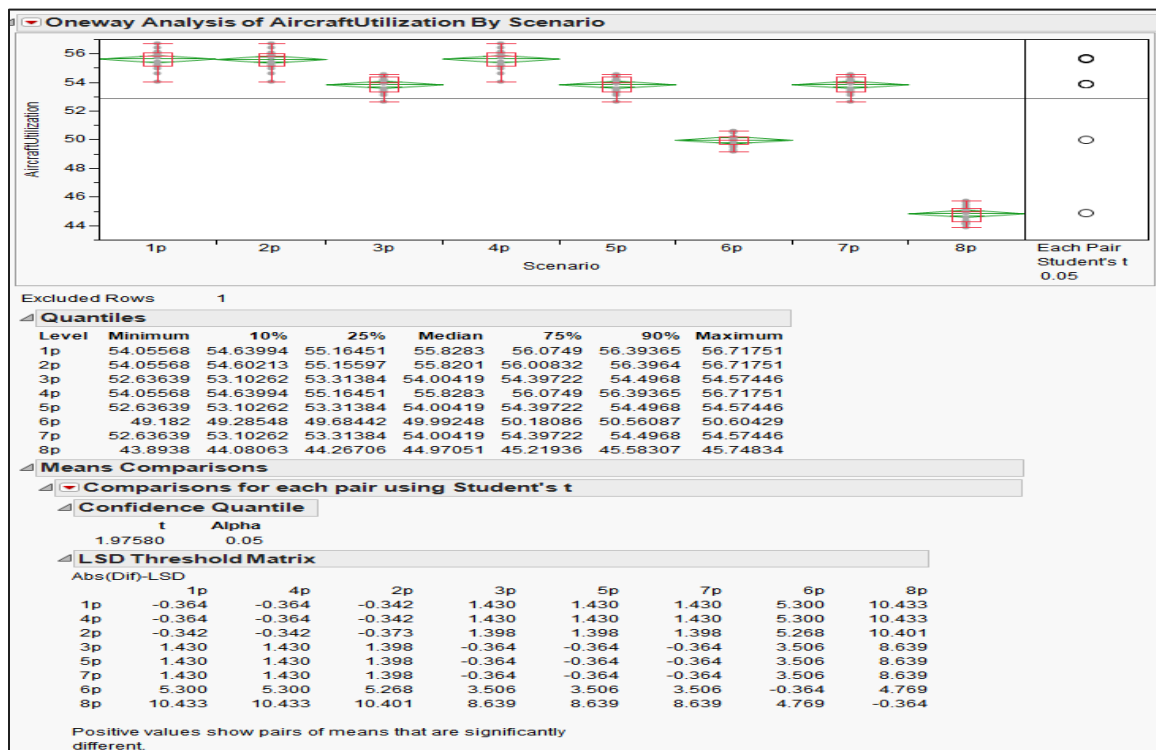 Oneway Analysis of AircraftUtilization By Scenario
56
54
52
50
48
46
44
AircraftUtilization
1p 2p 3p 4p 5p 6p 7p 8p
Scenario
Each Pair
Student's t
0.05
Excluded Rows 1
Quantiles
Level Minimum 10% 25% Median 75% 90% Maximum
1p 54.05568 54.63994 55.16451 55.8283 56.0749 56.39365 56.71751
2p 54.05568 54.60213 55.15597 55.8201 56.00832 56.3964 56.71751
3p 52.63639 53.10262 53.31384 54.00419 54.39722 54.4968 54.57446
4p 54.05568 54.63994 55.16451 55.8283 56.0749 56.39365 56.71751
5p 52.63639 53.10262 53.31384 54.00419 54.39722 54.4968 54.57446
6p 49.182 49.28548 49.68442 49.99248 50.18086 50.56087 50.60429
7p 52.63639 53.10262 53.31384 54.00419 54.39722 54.4968 54.57446
8p 43.8938 44.08063 44.26706 44.97051 45.21936 45.58307 45.74834
Means Comparisons
Comparisons for each pair using Student's t
Confidence Quantile
t Alpha
1.97580 0.05
LSD Threshold Matrix
Abs(Dif)-LSD
1p 4p 2p 3p 5p 7p 6p 8p
1p -0.364 -0.364 -0.342 1.430 1.430 1.430 5.300 10.433
4p -0.364 -0.364 -0.342 1.430 1.430 1.430 5.300 10.433
2p -0.342 -0.342 -0.373 1.398 1.398 1.398 5.268 10.401
3p 1.430 1.430 1.398 -0.364 -0.364 -0.364 3.506 8.639
5p 1.430 1.430 1.398 -0.364 -0.364 -0.364 3.506 8.639
7p 1.430 1.430 1.398 -0.364 -0.364 -0.364 3.506 8.639
6p 5.300 5.300 5.268 3.506 3.506 3.506 -0.364 4.769
8p 10.433 10.433 10.401 8.639 8.639 8.639 4.769 -0.364
Positive values show pairs of means that are significantly
different.